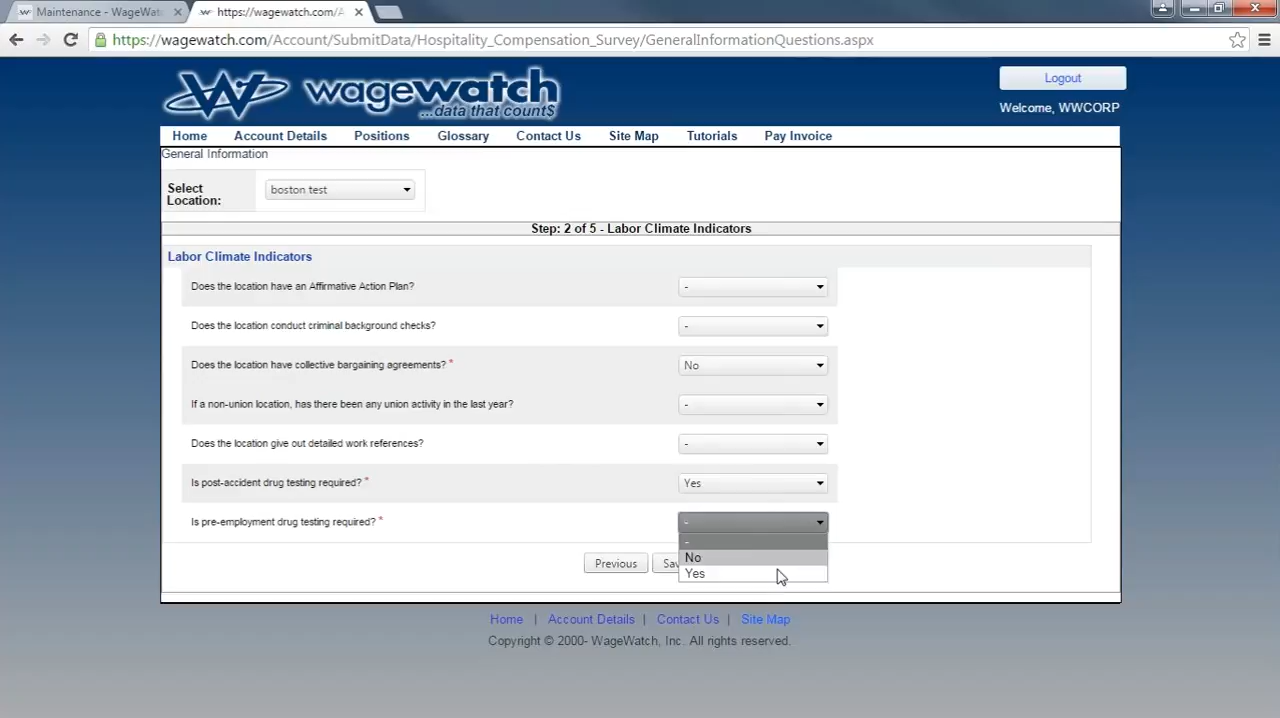 Maintenance - WageWat
https://wagewatch.com/A
https://wagewatch.com/Account/SubmitData/Hospitality_Compensation_Survey/GeneralInformationQuestions.aspx
W wagewatch
...data that count$
Logout
Welcome, WWCORP
Home Account Details Positions Glossary Contact Us Site Map Tutorials Pay Invoice
General Information
Select Location:
boston test
Step: 2 of 5 - Labor Climate Indicators
Labor Climate Indicators
Does the location have an Affirmative Action Plan? -
Does the location conduct criminal background checks? -
Does the location have collective bargaining agreements? * No
If a non-union location, has there been any union activity in the last year? -
Does the location give out detailed work references? -
Is post-accident drug testing required? * Yes
Is pre-employment drug testing required? * -
-
No
Yes
Previous Sav
Home | Account Details | Contact Us | Site Map
Copyright © 2000- WageWatch, Inc. All rights reserved.